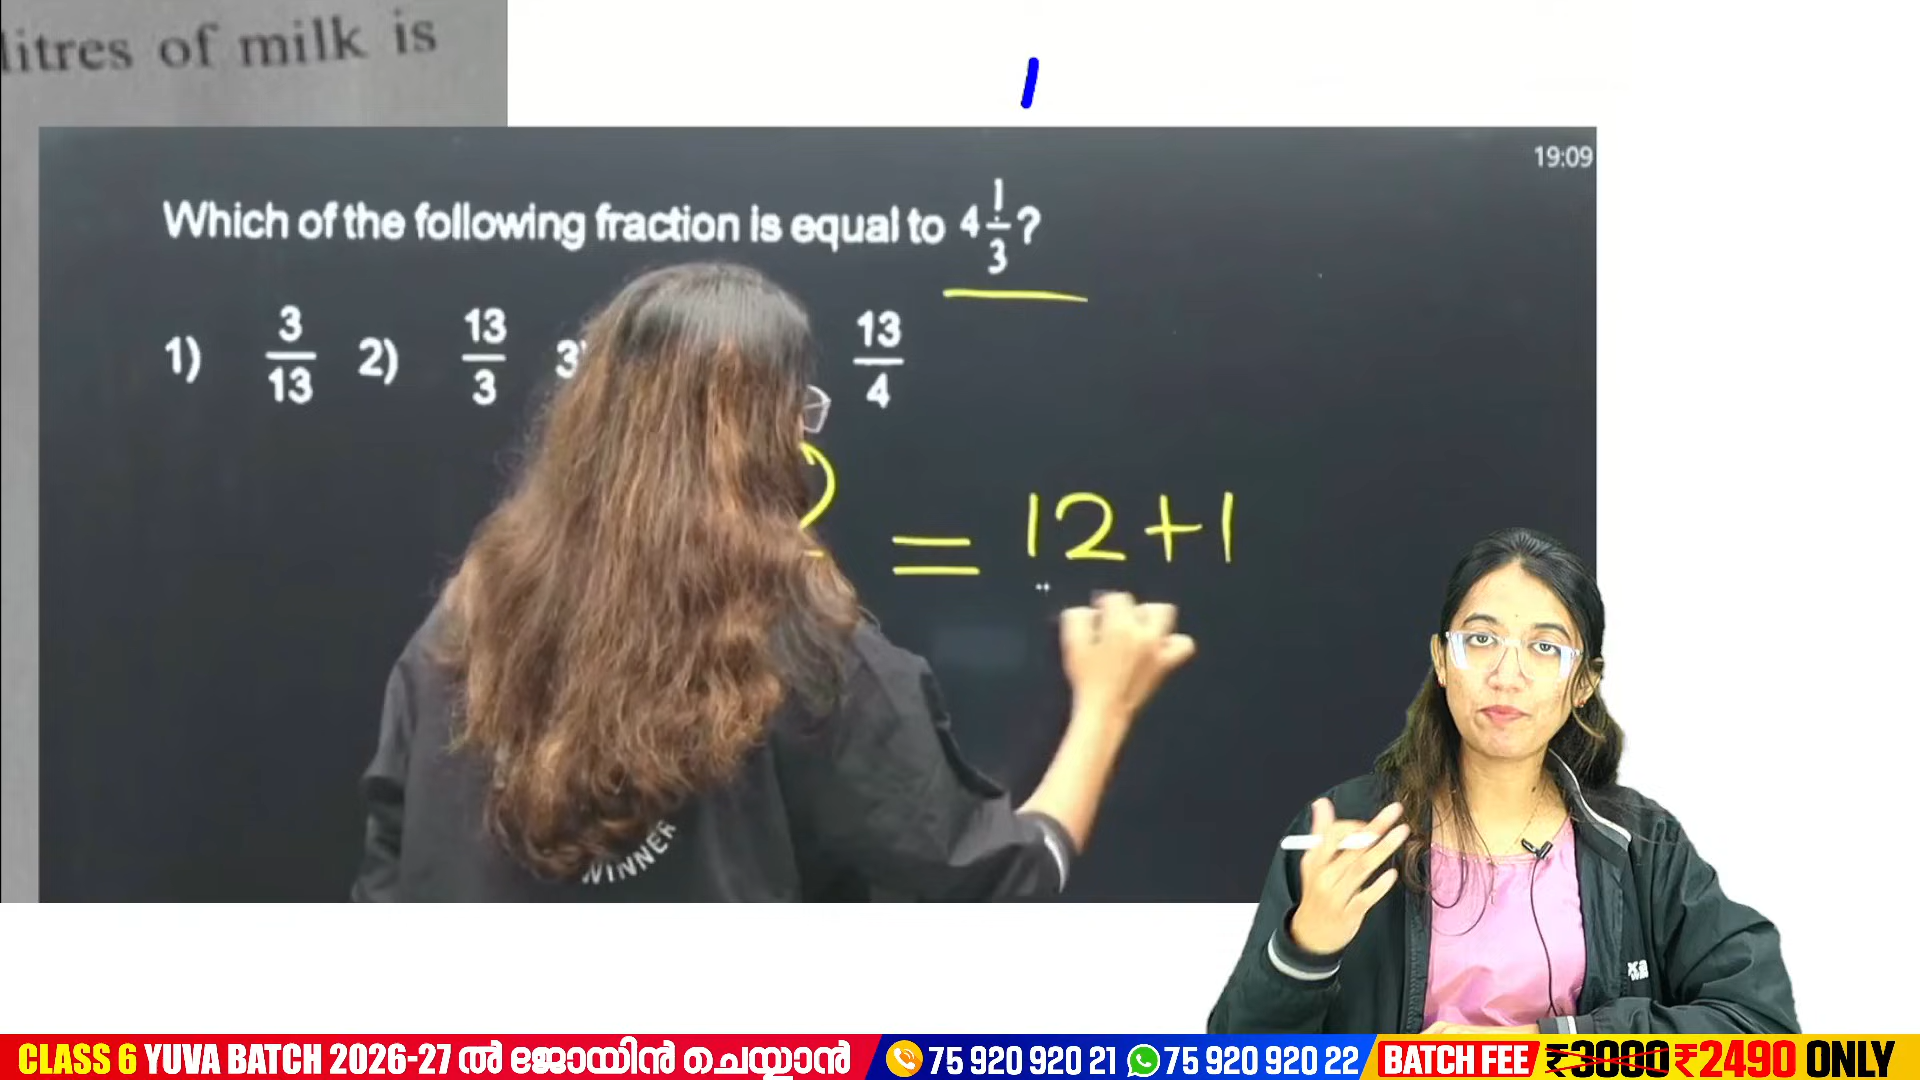 litres of milk is
19:09
Which of the following fraction is equal to 4 1/3 ?
1) 3/13 2) 13/3 3) 13/4
= 12 + 1
WINNER
CLASS 6 YUVA BATCH 2026-27 ൽ ജോയിൻ ചെയ്യാൻ 75 920 920 21 75 920 920 22 BATCH FEE ₹3000 ₹2490 ONLY